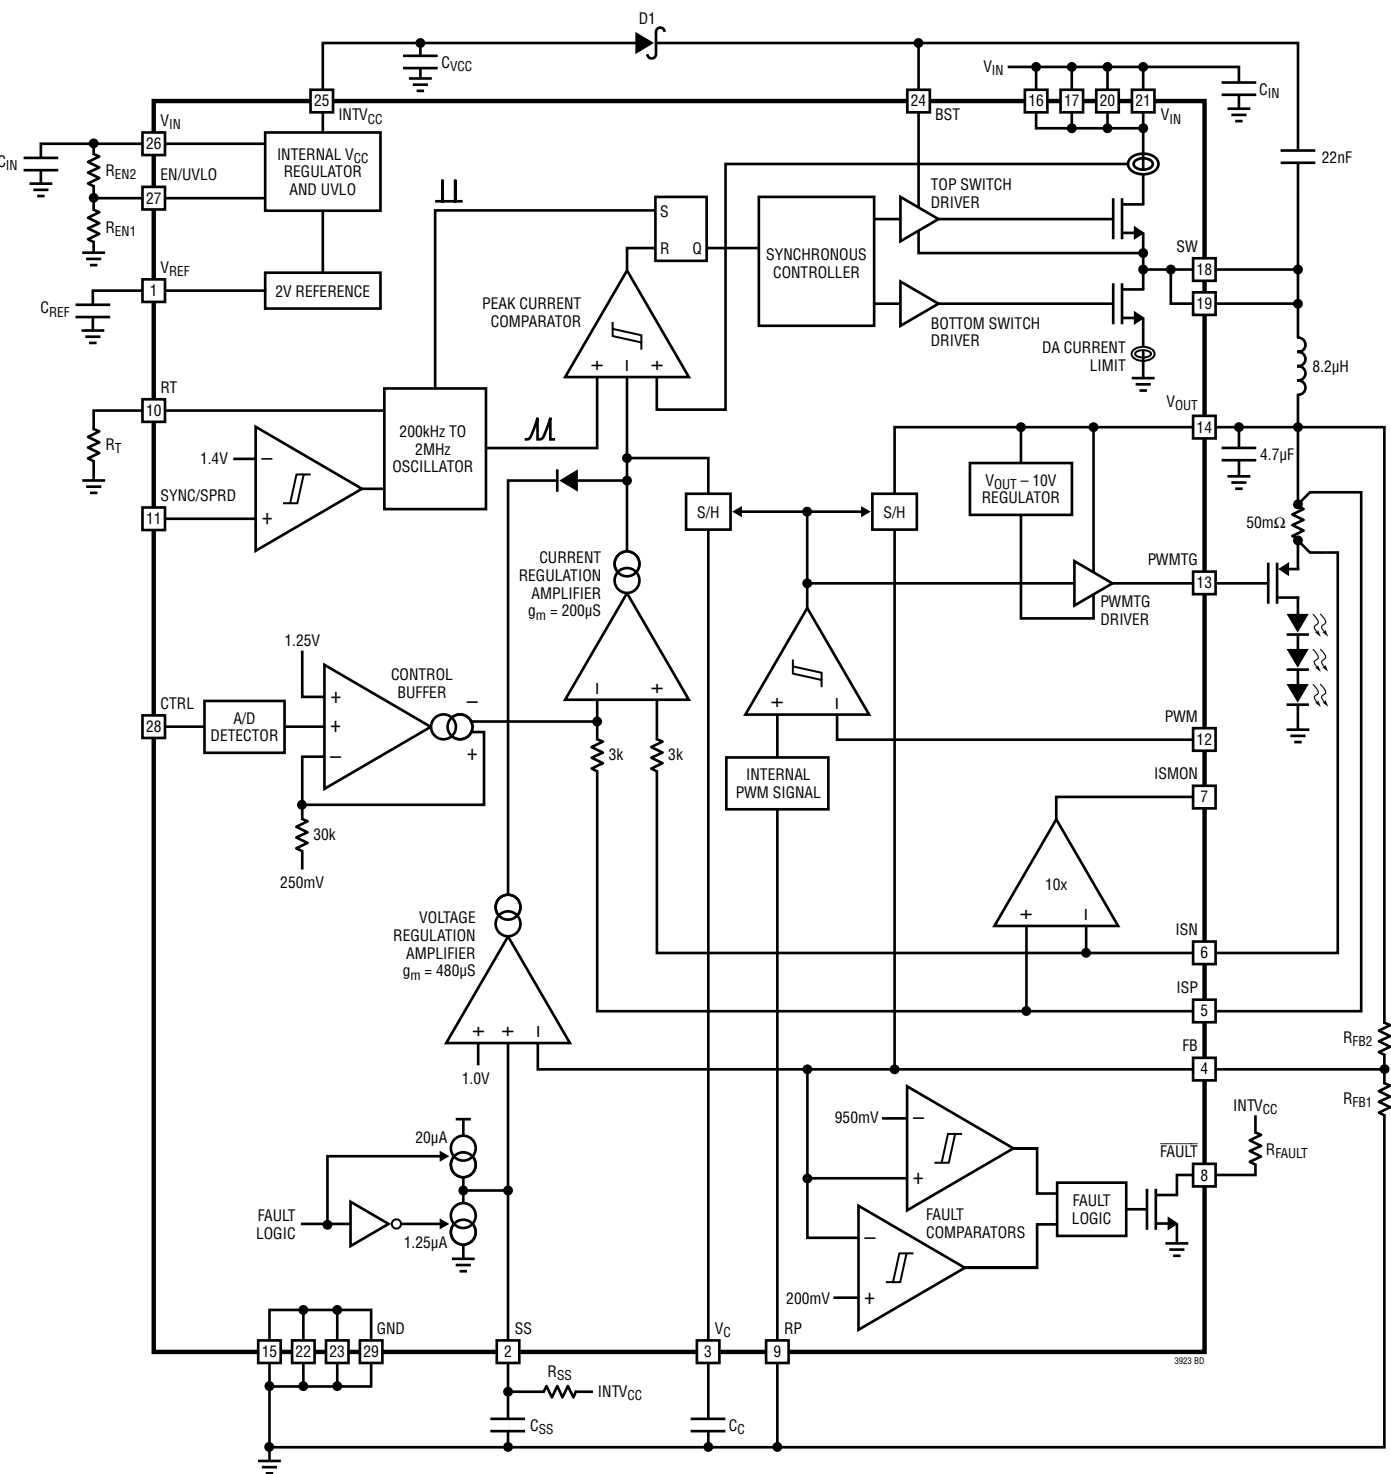 D1
CVCC
VIN
CIN
25
INTVCC
24
BST
16
17
20
21
VIN
VIN
26
CIN
REN2
EN/UVLO
27
REN1
INTERNAL VCC
REGULATOR
AND UVLO
22nF
TOP SWITCH
DRIVER
S
R
Q
SYNCHRONOUS
CONTROLLER
SW
18
19
VREF
1
CREF
2V REFERENCE
PEAK CURRENT
COMPARATOR
+
–
+
BOTTOM SWITCH
DRIVER
DA CURRENT
LIMIT
8.2µH
RT
10
RT
200kHz TO
2MHz
OSCILLATOR
1.4V
–
+
SYNC/SPRD
11
VOUT
14
4.7µF
VOUT – 10V
REGULATOR
S/H
S/H
50mΩ
CURRENT
REGULATION
AMPLIFIER
gm = 200µS
–
+
PWMTG
13
PWMTG
DRIVER
1.25V
CONTROL
BUFFER
CTRL
28
A/D
DETECTOR
+
+
–
–
+
30k
250mV
3k
3k
+
–
INTERNAL
PWM SIGNAL
PWM
12
ISMON
7
10x
+
–
VOLTAGE
REGULATION
AMPLIFIER
gm = 480µS
+
+
–
1.0V
ISN
6
ISP
5
RFB2
FB
4
RFB1
950mV
–
+
INTVCC
RFAULT
FAULT
8
20µA
FAULT
LOGIC
1.25µA
FAULT
COMPARATORS
FAULT
LOGIC
–
200mV
+
15
22
23
29
GND
SS
2
VC
3
RP
9
3923 BD
RSS
INTVCC
CSS
CC